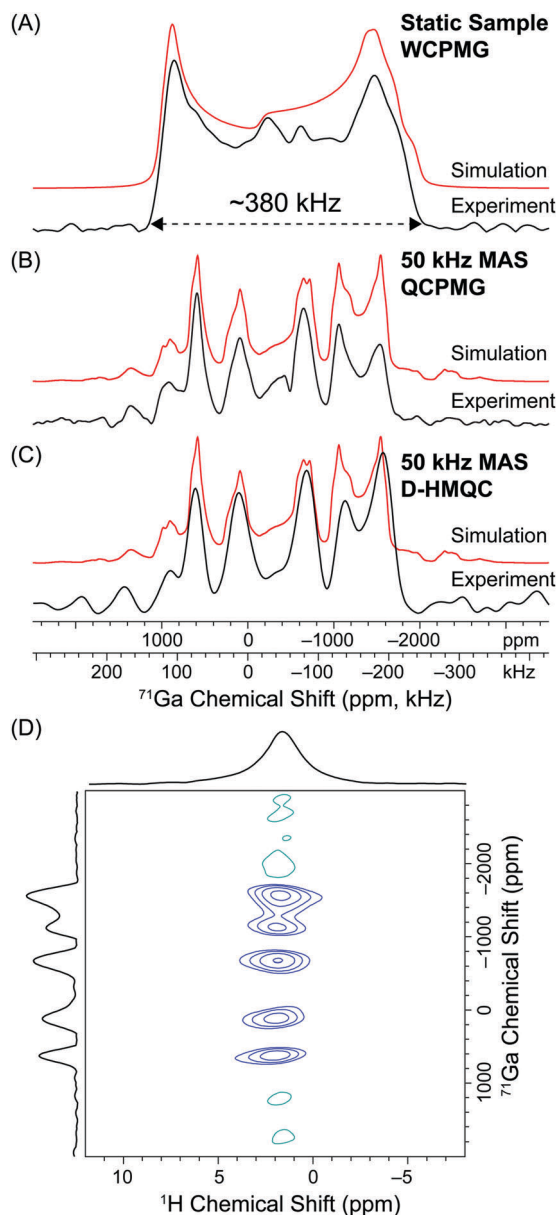 (A)
Static Sample
WCPMG
Simulation
Experiment
~380 kHz
(B)
50 kHz MAS
QCPMG
Simulation
Experiment
(C)
50 kHz MAS
D-HMQC
Simulation
Experiment
1000 0 −1000 −2000 ppm
200 100 0 −100 −200 −300 kHz
⁷¹Ga Chemical Shift (ppm, kHz)
(D)
−2000
−1000
0
1000
⁷¹Ga Chemical Shift (ppm)
10 5 0 −5
¹H Chemical Shift (ppm)